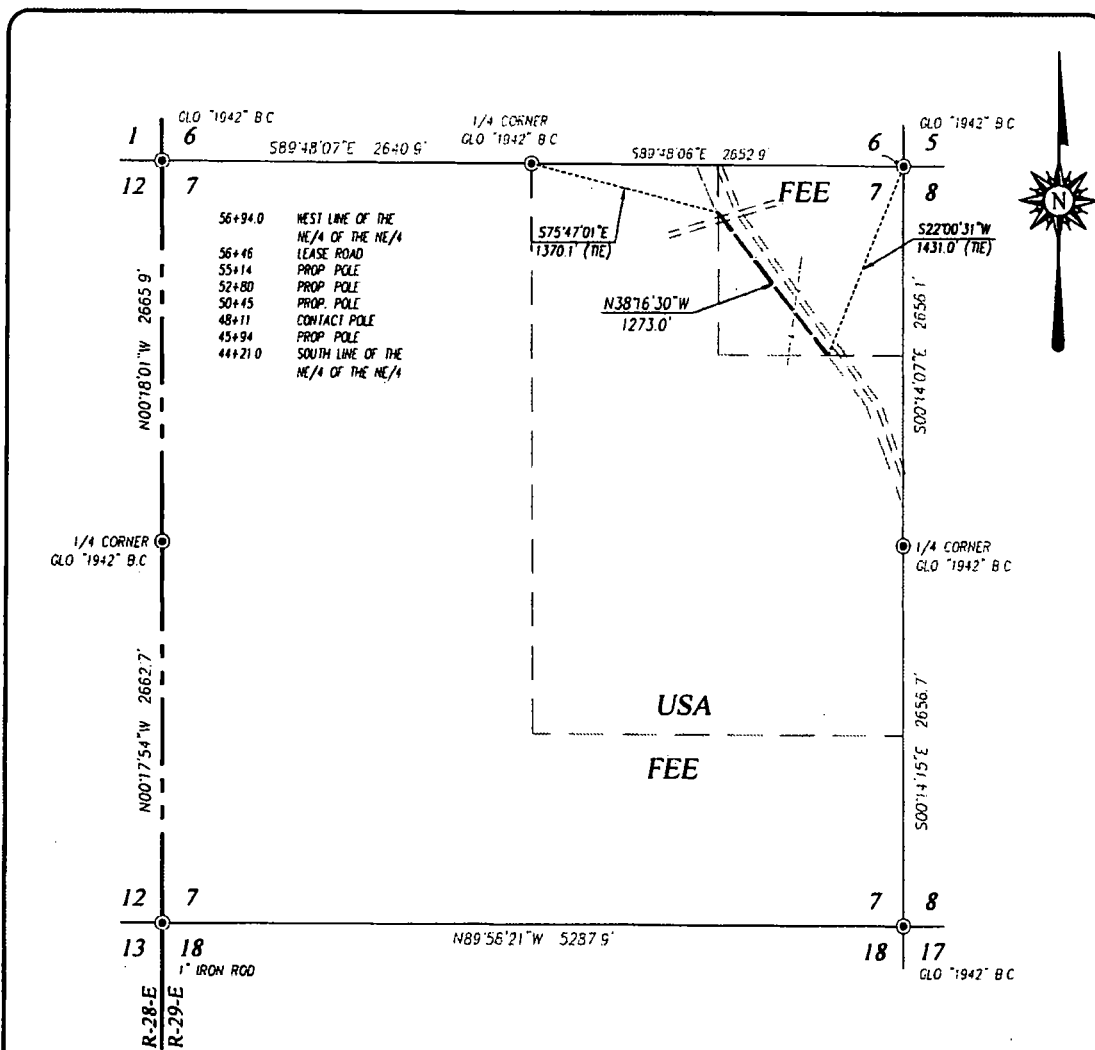 GLO "1942" B.C
1/4 CORNER
GLO "1942" B.C
GLO "1942" B.C
1 6
S89°48'07"E 2640.9'
S89°48'06"E 2652.9'
6 5
12 7
7 8
FEE
56+94.0 WEST LINE OF THE
NE/4 OF THE NE/4
56+46 LEASE ROAD
55+14 PROP POLE
52+80 PROP POLE
50+45 PROP. POLE
48+11 CONTACT POLE
45+94 PROP POLE
44+21.0 SOUTH LINE OF THE
NE/4 OF THE NE/4
S75°47'01"E
1370.1' (TIE)
S22°00'31"W
1431.0' (TIE)
N
N38°16'30"W
1273.0'
N00°18'01"W 2665.9'
S00°14'07"E 2656.1'
1/4 CORNER
GLO "1942" B.C
1/4 CORNER
GLO "1942" B.C
USA
FEE
N00°17'54"W 2662.7'
S00°14'15"E 2656.7'
12 7
7 8
13 18
1" IRON ROD
N89°56'21"W 5287.9'
18 17
GLO "1942" B.C
R-28-E
R-29-E